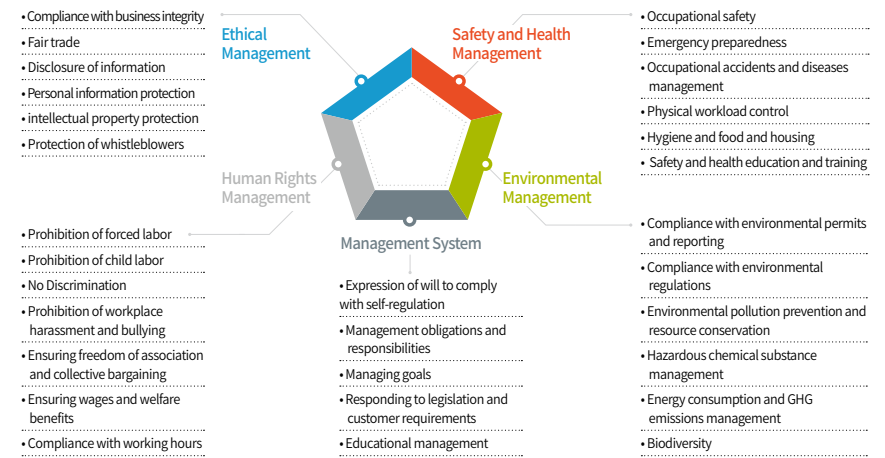 • Compliance with business integrity
• Fair trade
• Disclosure of information
• Personal information protection
• intellectual property protection
• Protection of whistleblowers
Ethical
Management
Safety and Health
Management
• Occupational safety
• Emergency preparedness
• Occupational accidents and diseases
management
• Physical workload control
• Hygiene and food and housing
• Safety and health education and training
Human Rights
Management
Environmental
Management
Management System
• Prohibition of forced labor
• Prohibition of child labor
• No Discrimination
• Prohibition of workplace
harassment and bullying
• Ensuring freedom of association
and collective bargaining
• Ensuring wages and welfare
benefits
• Compliance with working hours
• Expression of will to comply
with self-regulation
• Management obligations and
responsibilities
• Managing goals
• Responding to legislation and
customer requirements
• Educational management
• Compliance with environmental permits
and reporting
• Compliance with environmental
regulations
• Environmental pollution prevention and
resource conservation
• Hazardous chemical substance
management
• Energy consumption and GHG
emissions management
• Biodiversity